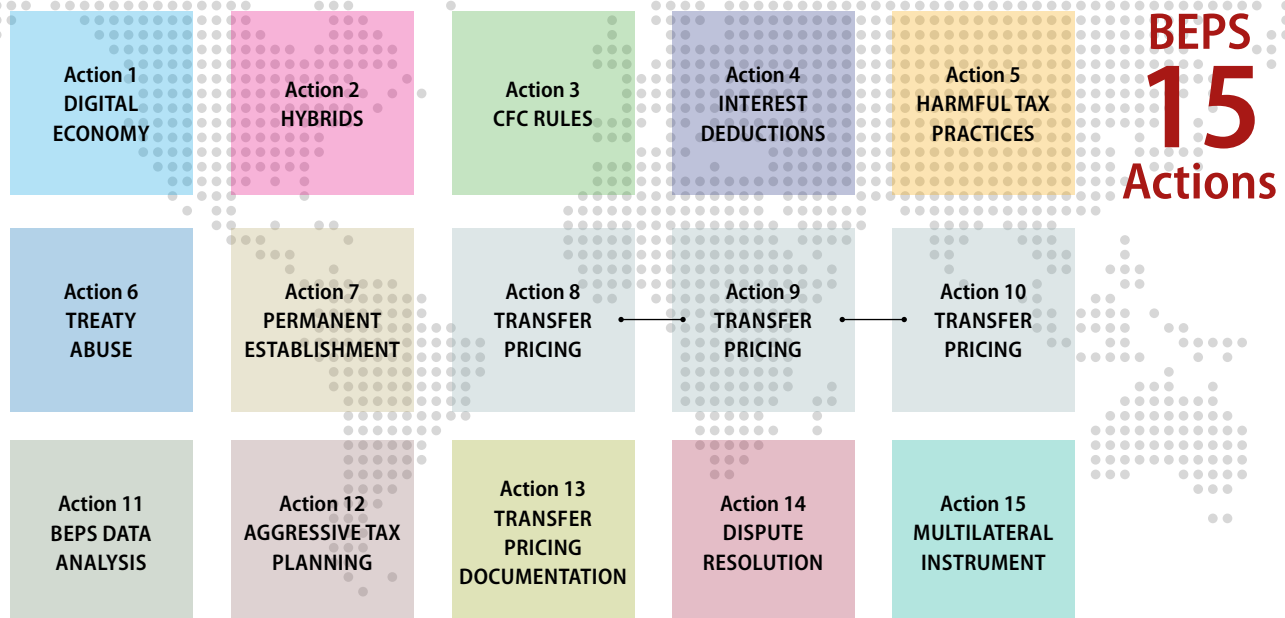 Action 1
DIGITAL
ECONOMY
Action 2
HYBRIDS
Action 3
CFC RULES
Action 4
INTEREST
DEDUCTIONS
Action 5
HARMFUL TAX
PRACTICES
BEPS
15
Actions
Action 6
TREATY
ABUSE
Action 7
PERMANENT
ESTABLISHMENT
Action 8
TRANSFER
PRICING
Action 9
TRANSFER
PRICING
Action 10
TRANSFER
PRICING
Action 11
BEPS DATA
ANALYSIS
Action 12
AGGRESSIVE TAX
PLANNING
Action 13
TRANSFER
PRICING
DOCUMENTATION
Action 14
DISPUTE
RESOLUTION
Action 15
MULTILATERAL
INSTRUMENT